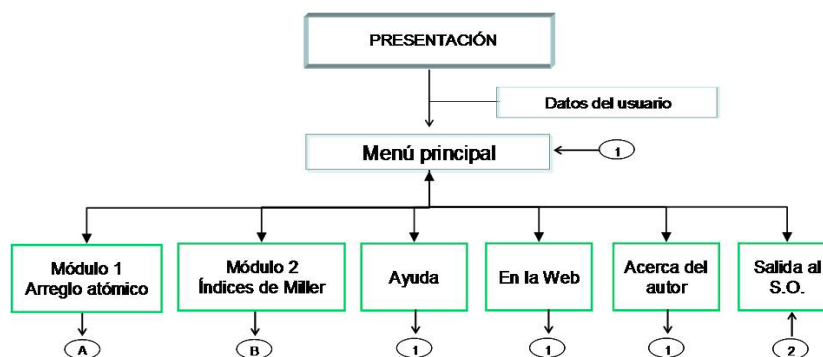 PRESENTACIÓN
Datos del usuario
Menú principal
1
Módulo 1
Arreglo atómico
Módulo 2
Índices de Miller
Ayuda
En la Web
Acerca del
autor
Salida al
S.O.
A
B
1
1
1
2